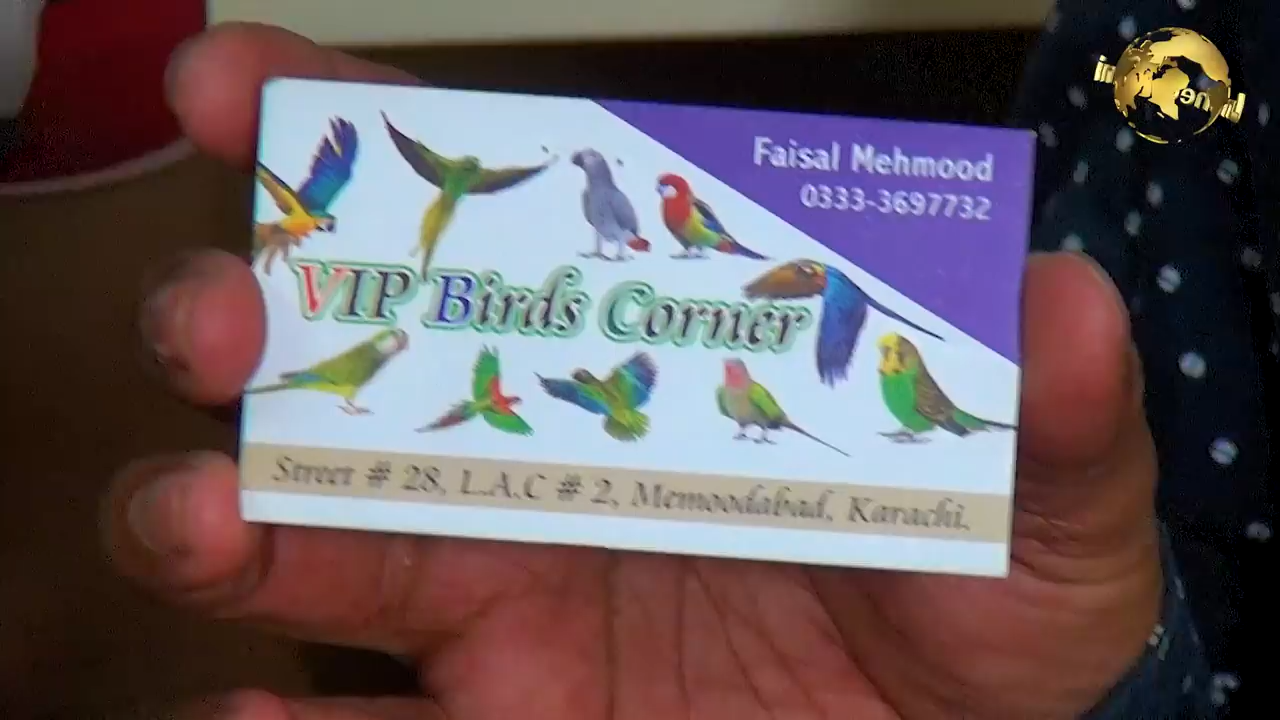 Faisal Mehmood
0333-3697732
VIP Birds Corner
Street # 28, L.A.C # 2, Memoodabad, Karachi.